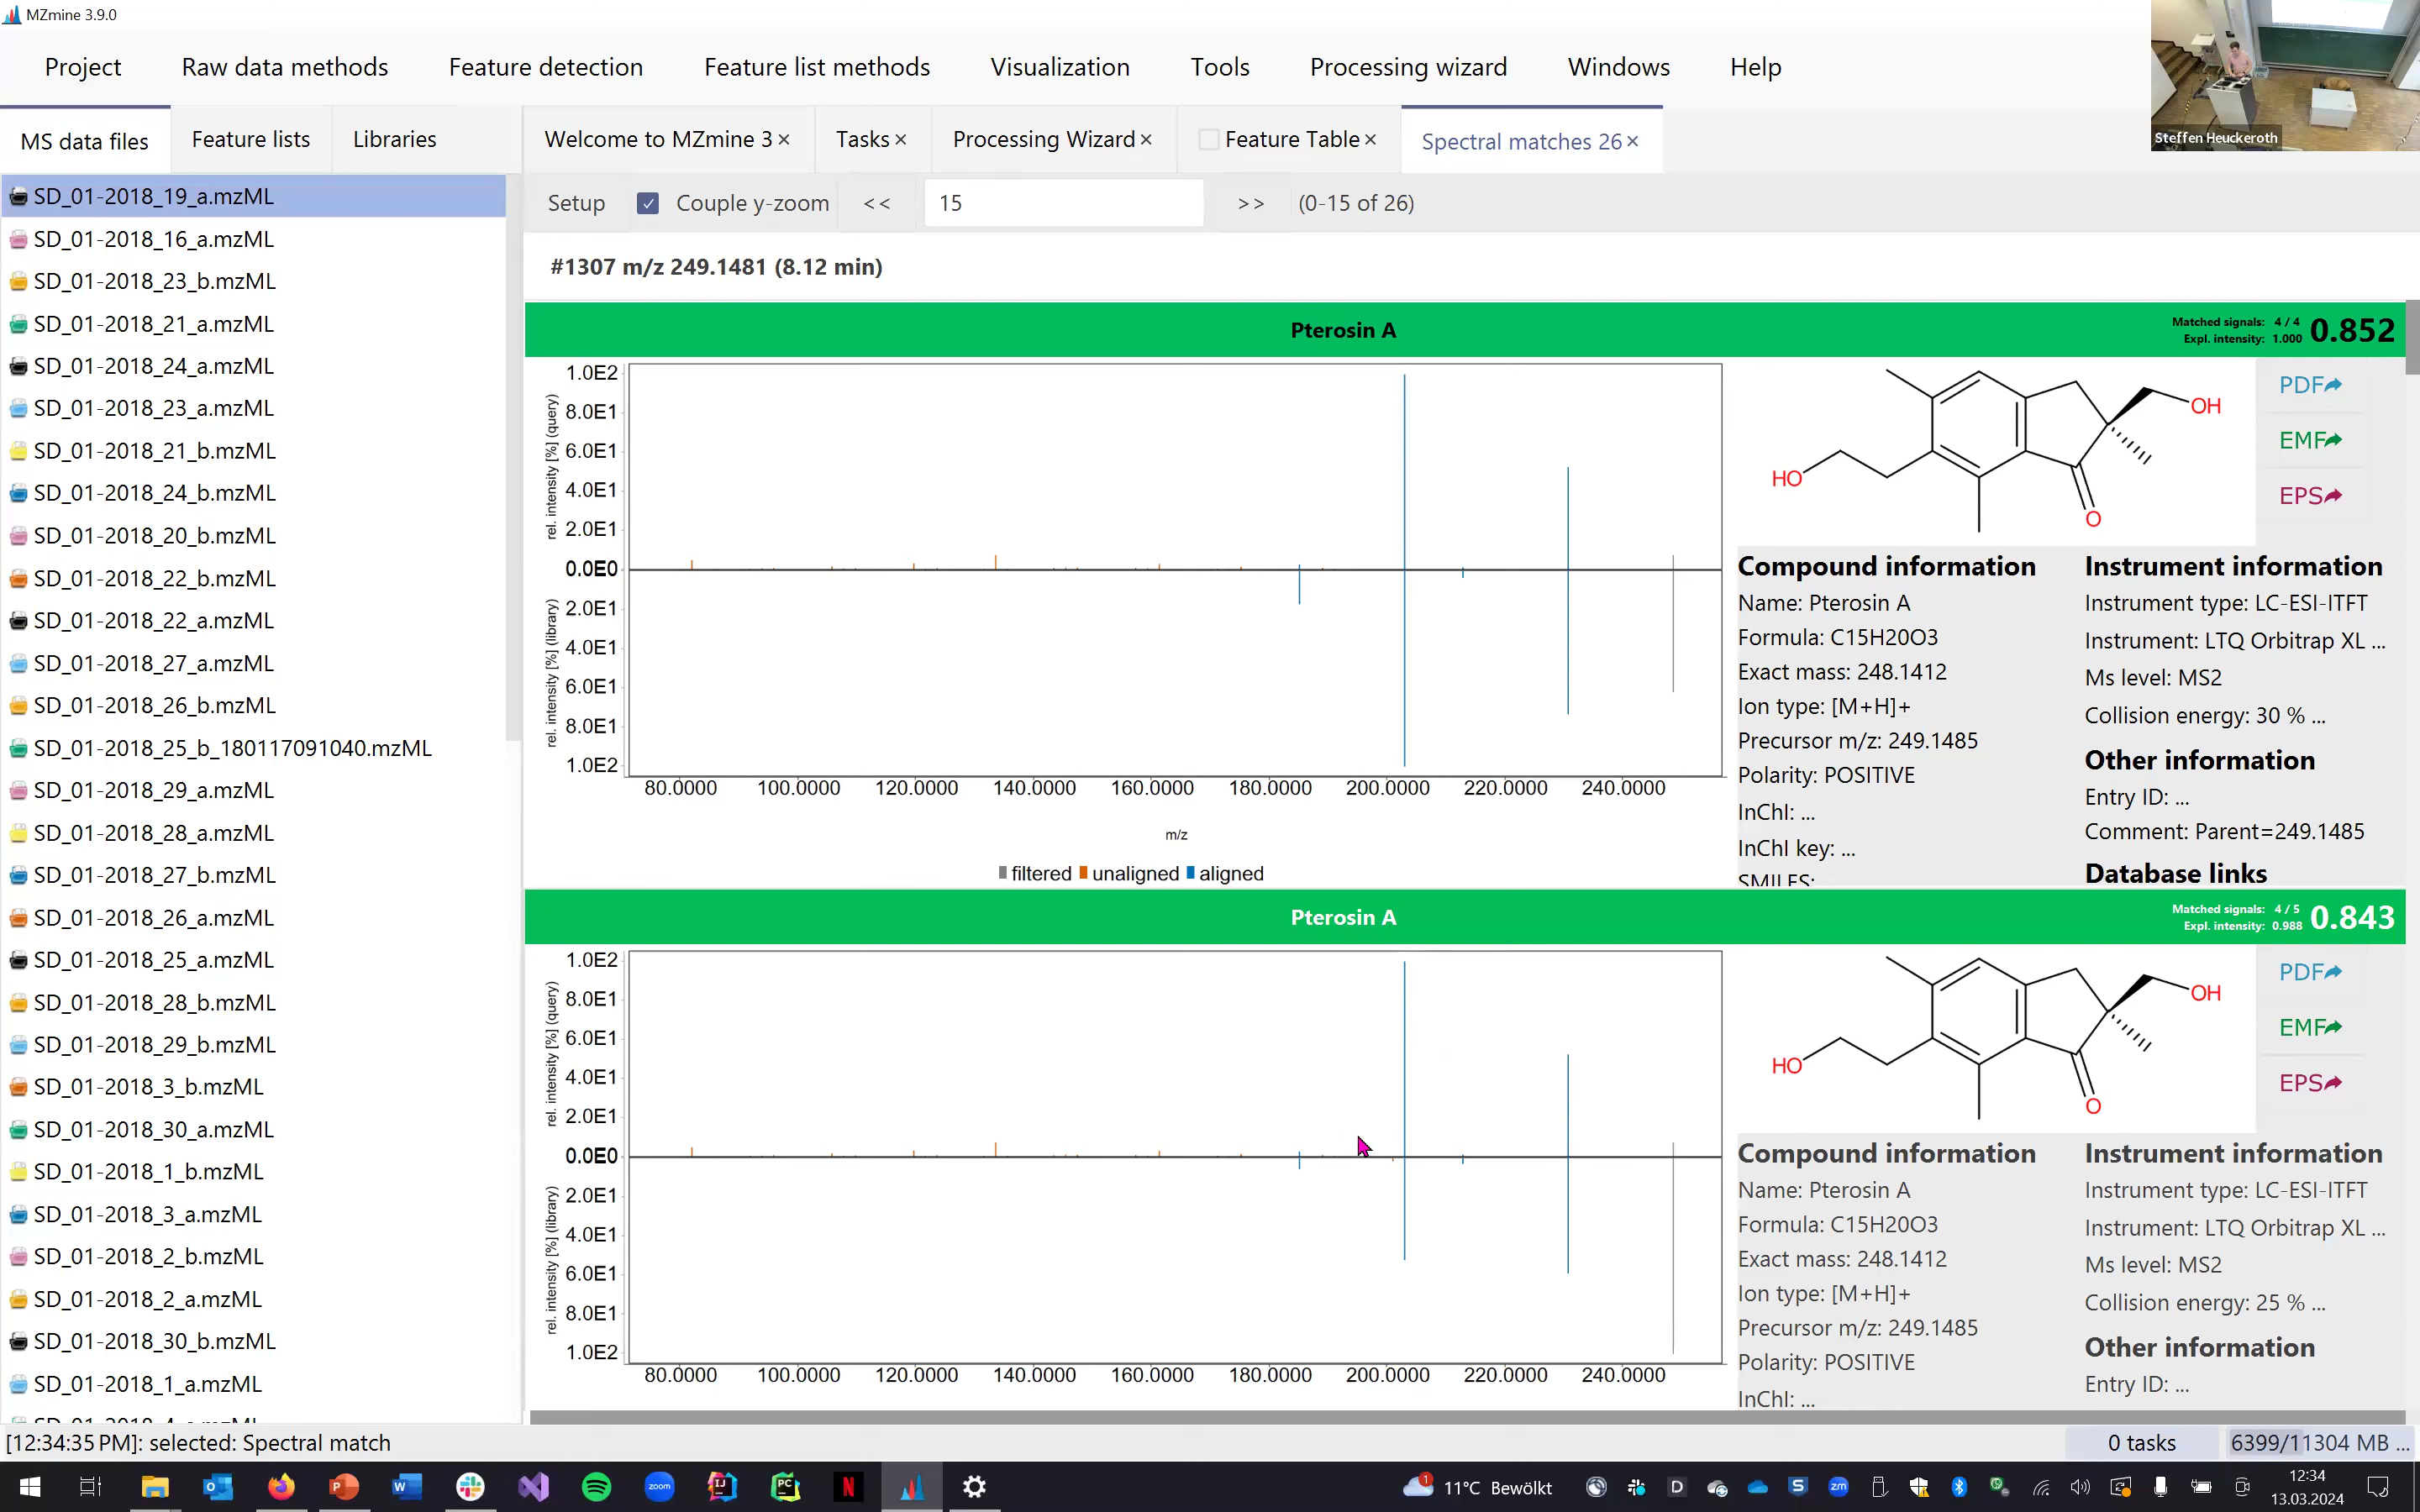 MZmine 3.9.0
Project Raw data methods Feature detection Feature list methods Visualization Tools Processing wizard Windows Help
Steffen Heuckeroth
MS data files Feature lists Libraries
Welcome to MZmine 3 × Tasks × Processing Wizard × Feature Table × Spectral matches 26 ×
SD_01-2018_19_a.mzML
SD_01-2018_16_a.mzML
SD_01-2018_23_b.mzML
SD_01-2018_21_a.mzML
SD_01-2018_24_a.mzML
SD_01-2018_23_a.mzML
SD_01-2018_21_b.mzML
SD_01-2018_24_b.mzML
SD_01-2018_20_b.mzML
SD_01-2018_22_b.mzML
SD_01-2018_22_a.mzML
SD_01-2018_27_a.mzML
SD_01-2018_26_b.mzML
SD_01-2018_25_b_180117091040.mzML
SD_01-2018_29_a.mzML
SD_01-2018_28_a.mzML
SD_01-2018_27_b.mzML
SD_01-2018_26_a.mzML
SD_01-2018_25_a.mzML
SD_01-2018_28_b.mzML
SD_01-2018_29_b.mzML
SD_01-2018_3_b.mzML
SD_01-2018_30_a.mzML
SD_01-2018_1_b.mzML
SD_01-2018_3_a.mzML
SD_01-2018_2_b.mzML
SD_01-2018_2_a.mzML
SD_01-2018_30_b.mzML
SD_01-2018_1_a.mzML
Setup Couple y-zoom << 15 >> (0-15 of 26)
#1307 m/z 249.1481 (8.12 min)
Pterosin A
Matched signals: 4 / 4
Expl. intensity: 1.000
0.852
rel. intensity [%] (query)
rel. intensity [%] (library)
1.0E2
8.0E1
6.0E1
4.0E1
2.0E1
0.0E0
2.0E1
4.0E1
6.0E1
8.0E1
1.0E2
80.0000 100.0000 120.0000 140.0000 160.0000 180.0000 200.0000 220.0000 240.0000
m/z
filtered unaligned aligned
OH
HO
O
PDF
EMF
EPS
Compound information
Name: Pterosin A
Formula: C15H20O3
Exact mass: 248.1412
Ion type: [M+H]+
Precursor m/z: 249.1485
Polarity: POSITIVE
InChI: ...
InChI key: ...
SMILES:
Instrument information
Instrument type: LC-ESI-ITFT
Instrument: LTQ Orbitrap XL ...
Ms level: MS2
Collision energy: 30 % ...
Other information
Entry ID: ...
Comment: Parent=249.1485
Database links
Pterosin A
Matched signals: 4 / 5
Expl. intensity: 0.988
0.843
rel. intensity [%] (query)
rel. intensity [%] (library)
1.0E2
8.0E1
6.0E1
4.0E1
2.0E1
0.0E0
2.0E1
4.0E1
6.0E1
8.0E1
1.0E2
80.0000 100.0000 120.0000 140.0000 160.0000 180.0000 200.0000 220.0000 240.0000
OH
HO
O
PDF
EMF
EPS
Compound information
Name: Pterosin A
Formula: C15H20O3
Exact mass: 248.1412
Ion type: [M+H]+
Precursor m/z: 249.1485
Polarity: POSITIVE
InChI: ...
Instrument information
Instrument type: LC-ESI-ITFT
Instrument: LTQ Orbitrap XL ...
Ms level: MS2
Collision energy: 25 % ...
Other information
Entry ID: ...
[12:34:35 PM]: selected: Spectral match
0 tasks
6399/11304 MB ...
zoom
11°C Bewölkt
12:34
13.03.2024